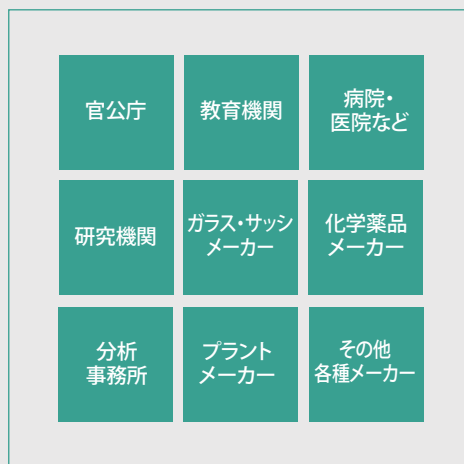 官公庁
教育機関
病院・
医院など
研究機関
ガラス・サッシ
メーカー
化学薬品
メーカー
分析
事務所
プラント
メーカー
その他
各種メーカー